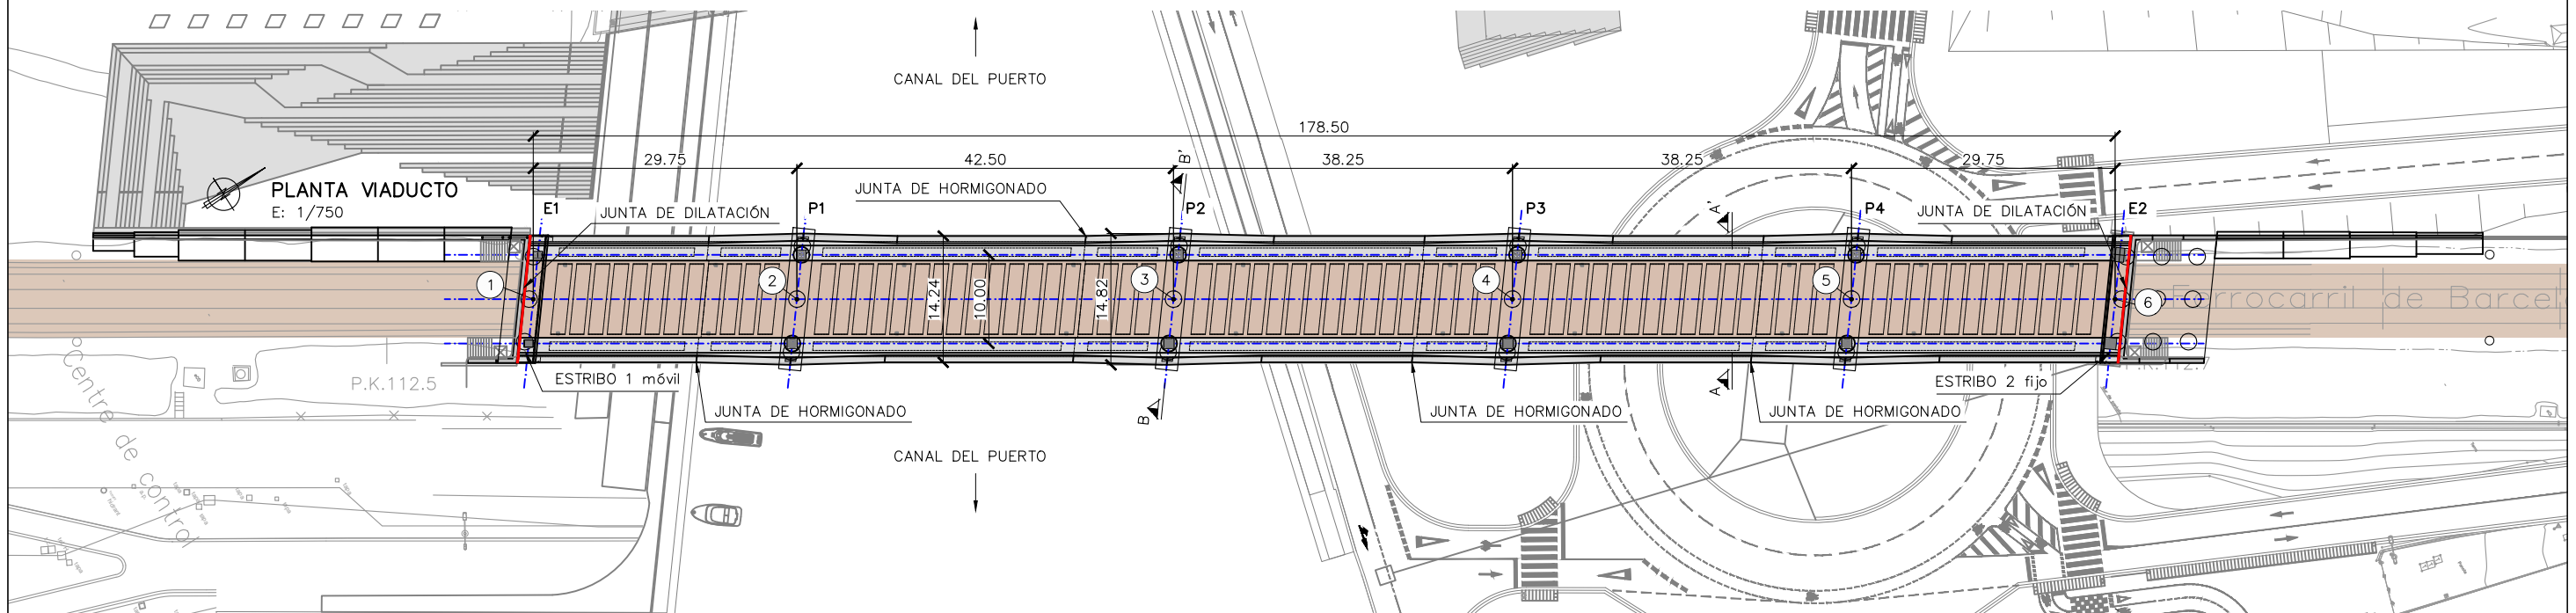 CANAL DEL PUERTO
178.50
29.75
42.50
38.25
38.25
29.75
B'
PLANTA VIADUCTO
E: 1/750
JUNTA DE HORMIGONADO
JUNTA DE DILATACIÓN
E1
P1
P2
P3
A'
P4
JUNTA DE DILATACIÓN
E2
1
2
3
4
5
6
14.24
10.00
14.82
Ferrocarril de Barcel
P.K.112.5
ESTRIBO 1 móvil
ESTRIBO 2 fijo
P.K.112.7
A
B
JUNTA DE HORMIGONADO
JUNTA DE HORMIGONADO
JUNTA DE HORMIGONADO
Centre de
control
CANAL DEL PUERTO